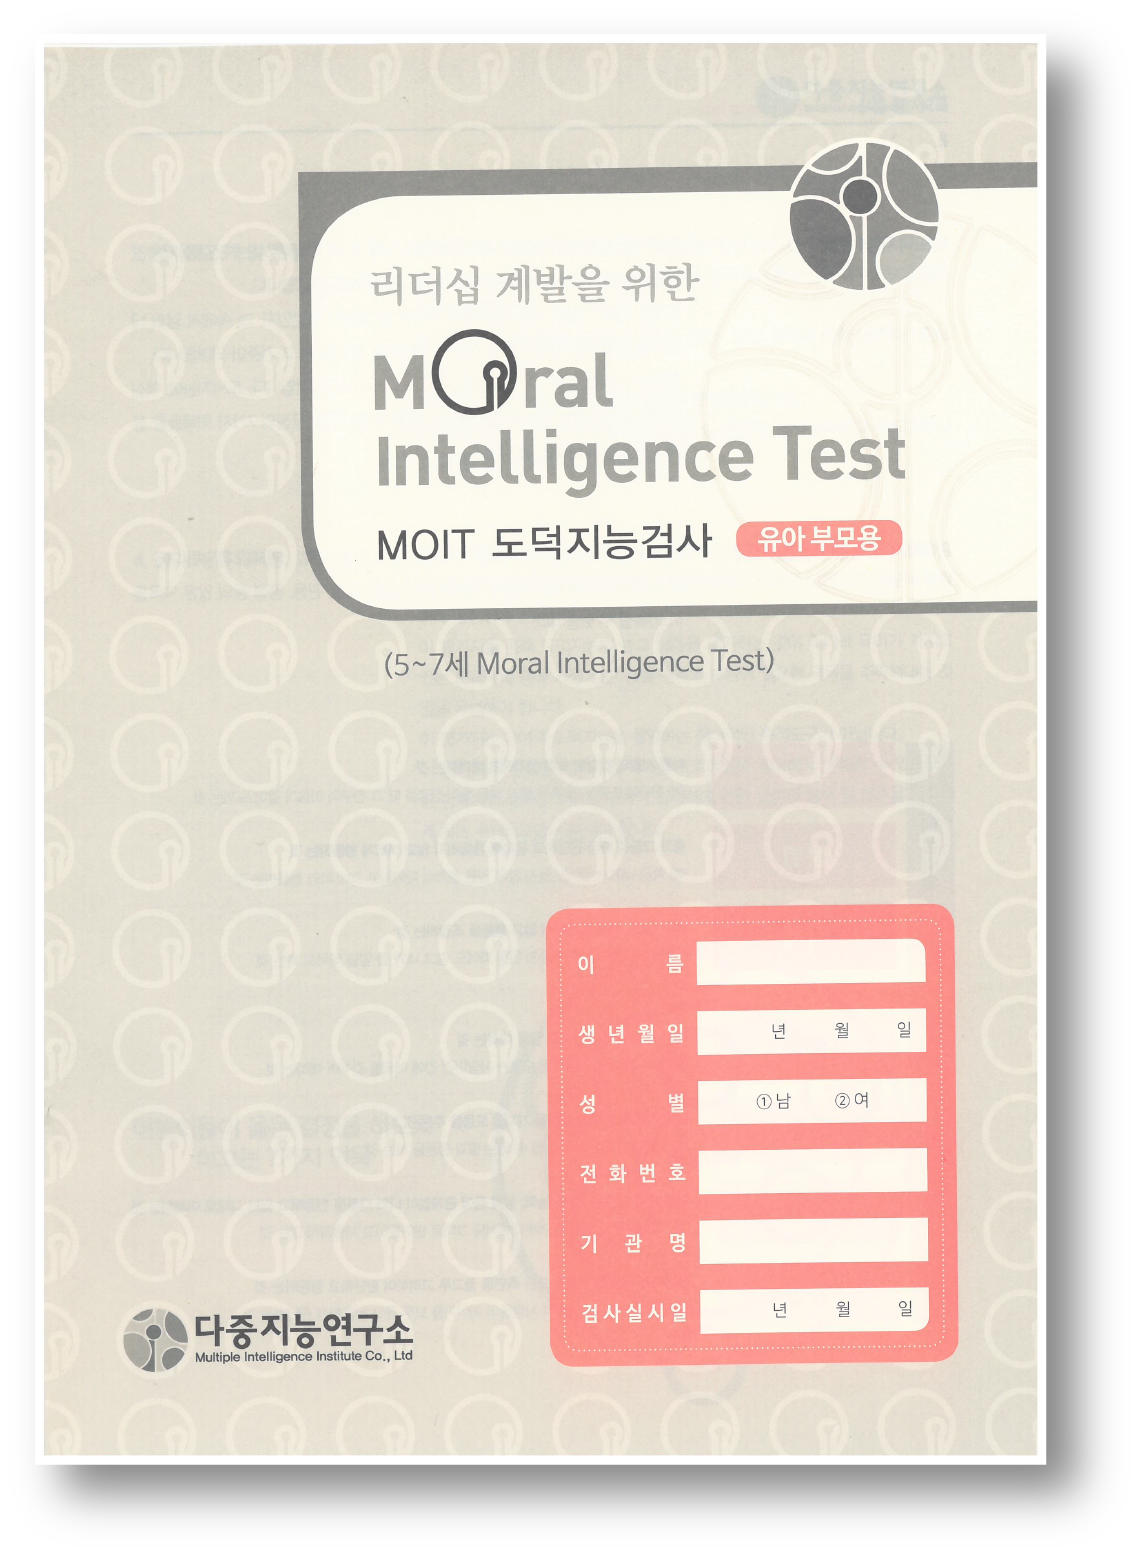 리더십 계발을 위한
Moral
Intelligence Test
MOIT 도덕지능검사 유아 부모용
(5~7세 Moral Intelligence Test)
이 름
생 년 월 일 년 월 일
성 별 ①남 ②여
전 화 번 호
기 관 명
검 사 실 시 일 년 월 일
다중지능연구소
Multiple Intelligence Institute Co., Ltd